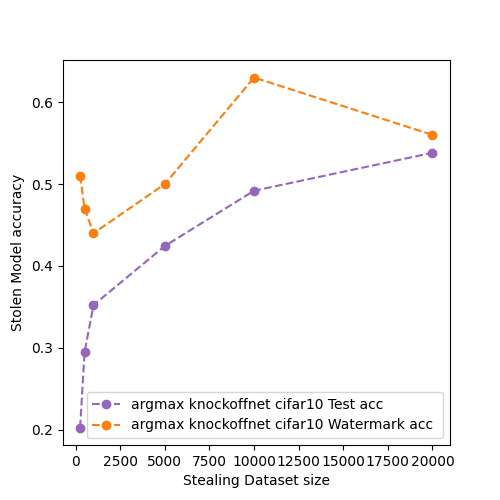 0.6
0.5
0.4
0.3
0.2
Stolen Model accuracy
argmax knockoffnet cifar10 Test acc
argmax knockoffnet cifar10 Watermark acc
0 2500 5000 7500 10000 12500 15000 17500 20000
Stealing Dataset size